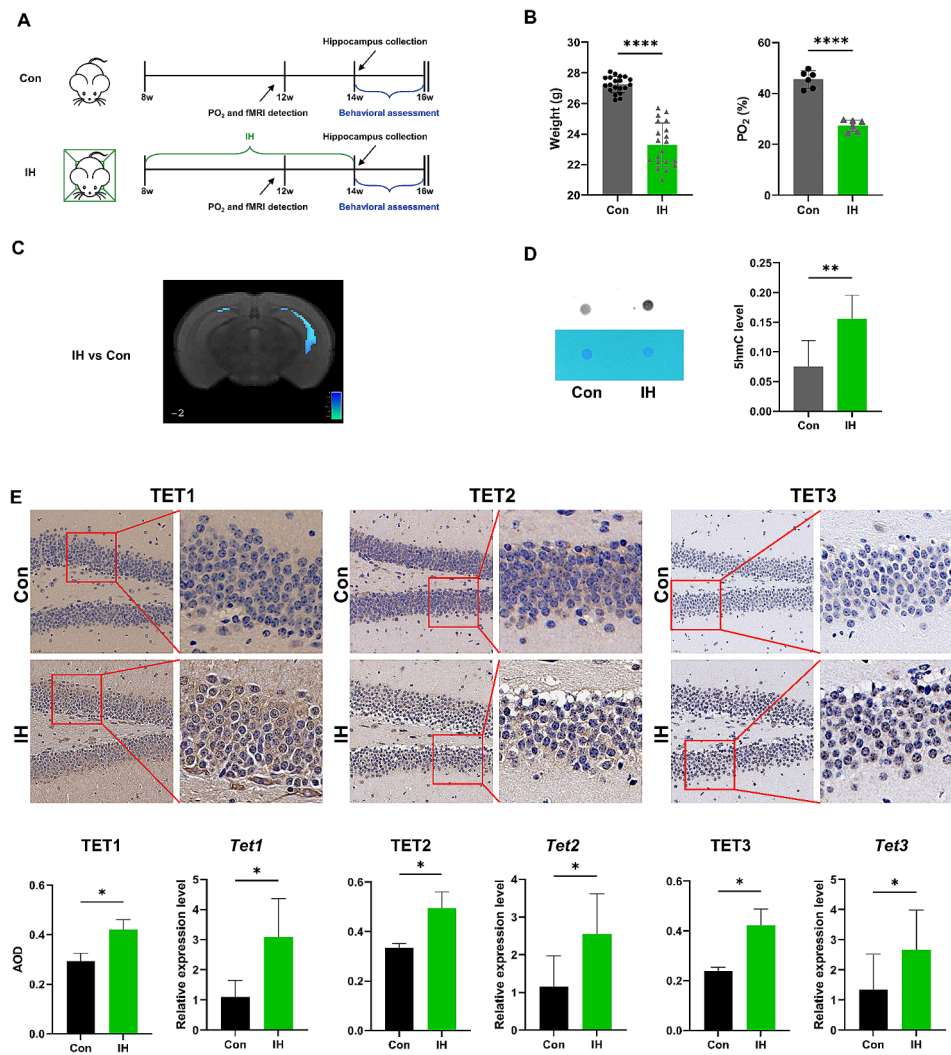 A
Con
Hippocampus collection
8w
12w
14w
16w
PO2 and fMRI detection
Behavioral assessment
IH
IH
Hippocampus collection
8w
12w
14w
16w
PO2 and fMRI detection
Behavioral assessment
B
Weight (g)
30
28
26
24
22
20
****
Con
IH
PO2 (%)
60
40
20
0
****
Con
IH
C
IH vs Con
-2
D
Con
IH
5hmC level
0.25
0.20
0.15
0.10
0.05
0.00
**
Con
IH
E
TET1
TET2
TET3
Con
Con
Con
IH
IH
IH
TET1
AOD
0.6
0.4
0.2
0.0
*
Con
IH
Tet1
Relative expression level
5
4
3
2
1
0
*
Con
IH
TET2
0.6
0.4
0.2
0.0
*
Con
IH
Tet2
Relative expression level
5
4
3
2
1
0
*
Con
IH
TET3
0.6
0.4
0.2
0.0
*
Con
IH
Tet3
Relative expression level
5
4
3
2
1
0
*
Con
IH